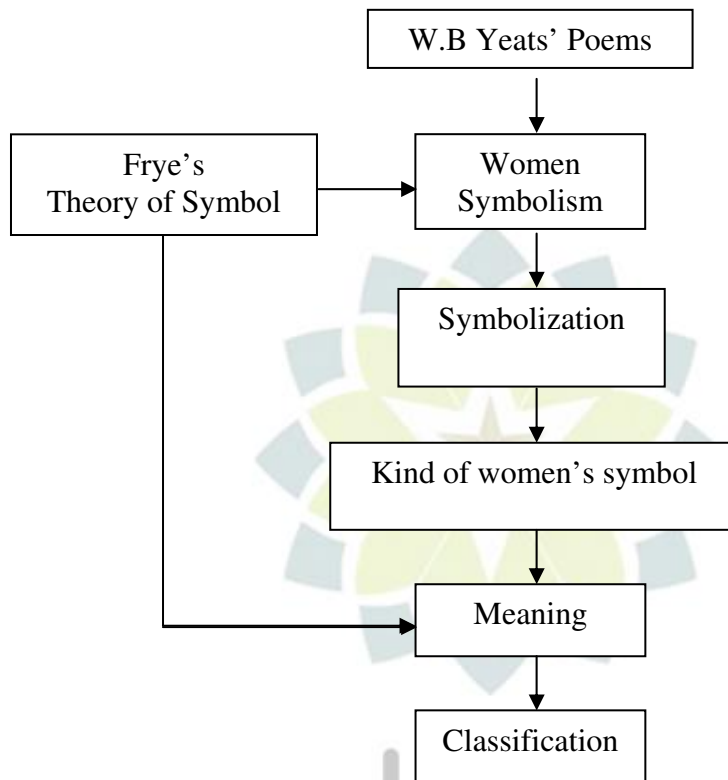 W.B Yeats’ Poems
Frye’s
Theory of Symbol
Women
Symbolism
Symbolization
Kind of women’s symbol
Meaning
Classification